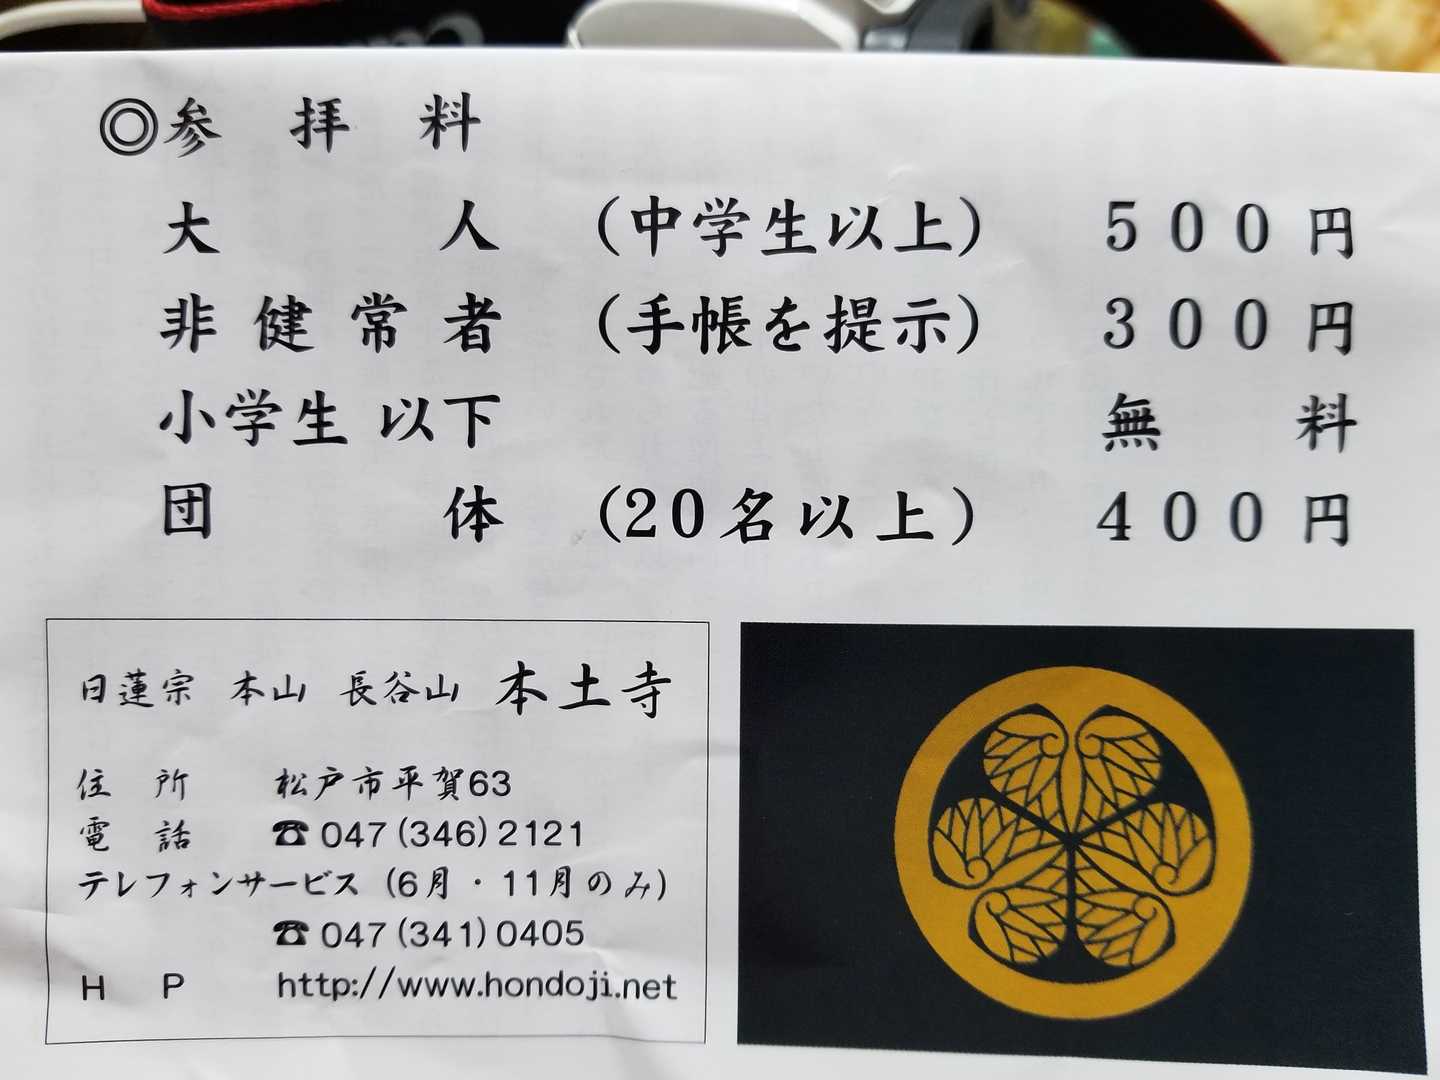 ◎参拝料
大人 (中学生以上) 500円
非健常者 (手帳を提示) 300円
小学生以下 無料
団体 (20名以上) 400円
日蓮宗 本山 長谷山 本土寺
住所 松戸市平賀63
電話 ☎047(346)2121
テレフォンサービス (6月・11月のみ)
☎047(341)0405
HP http://www.hondoji.net